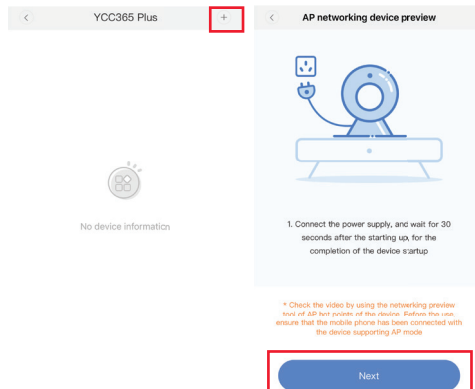 YCC365 Plus +
No device information
AP networking device preview
1. Connect the power supply, and wait for 30
seconds after the starting up, for the
completion of the device startup
* Check the video by using the networking preview
tool of AP hot points of the device. Before the use,
ensure that the mobile phone has been connected with
the device supporting AP mode
Next